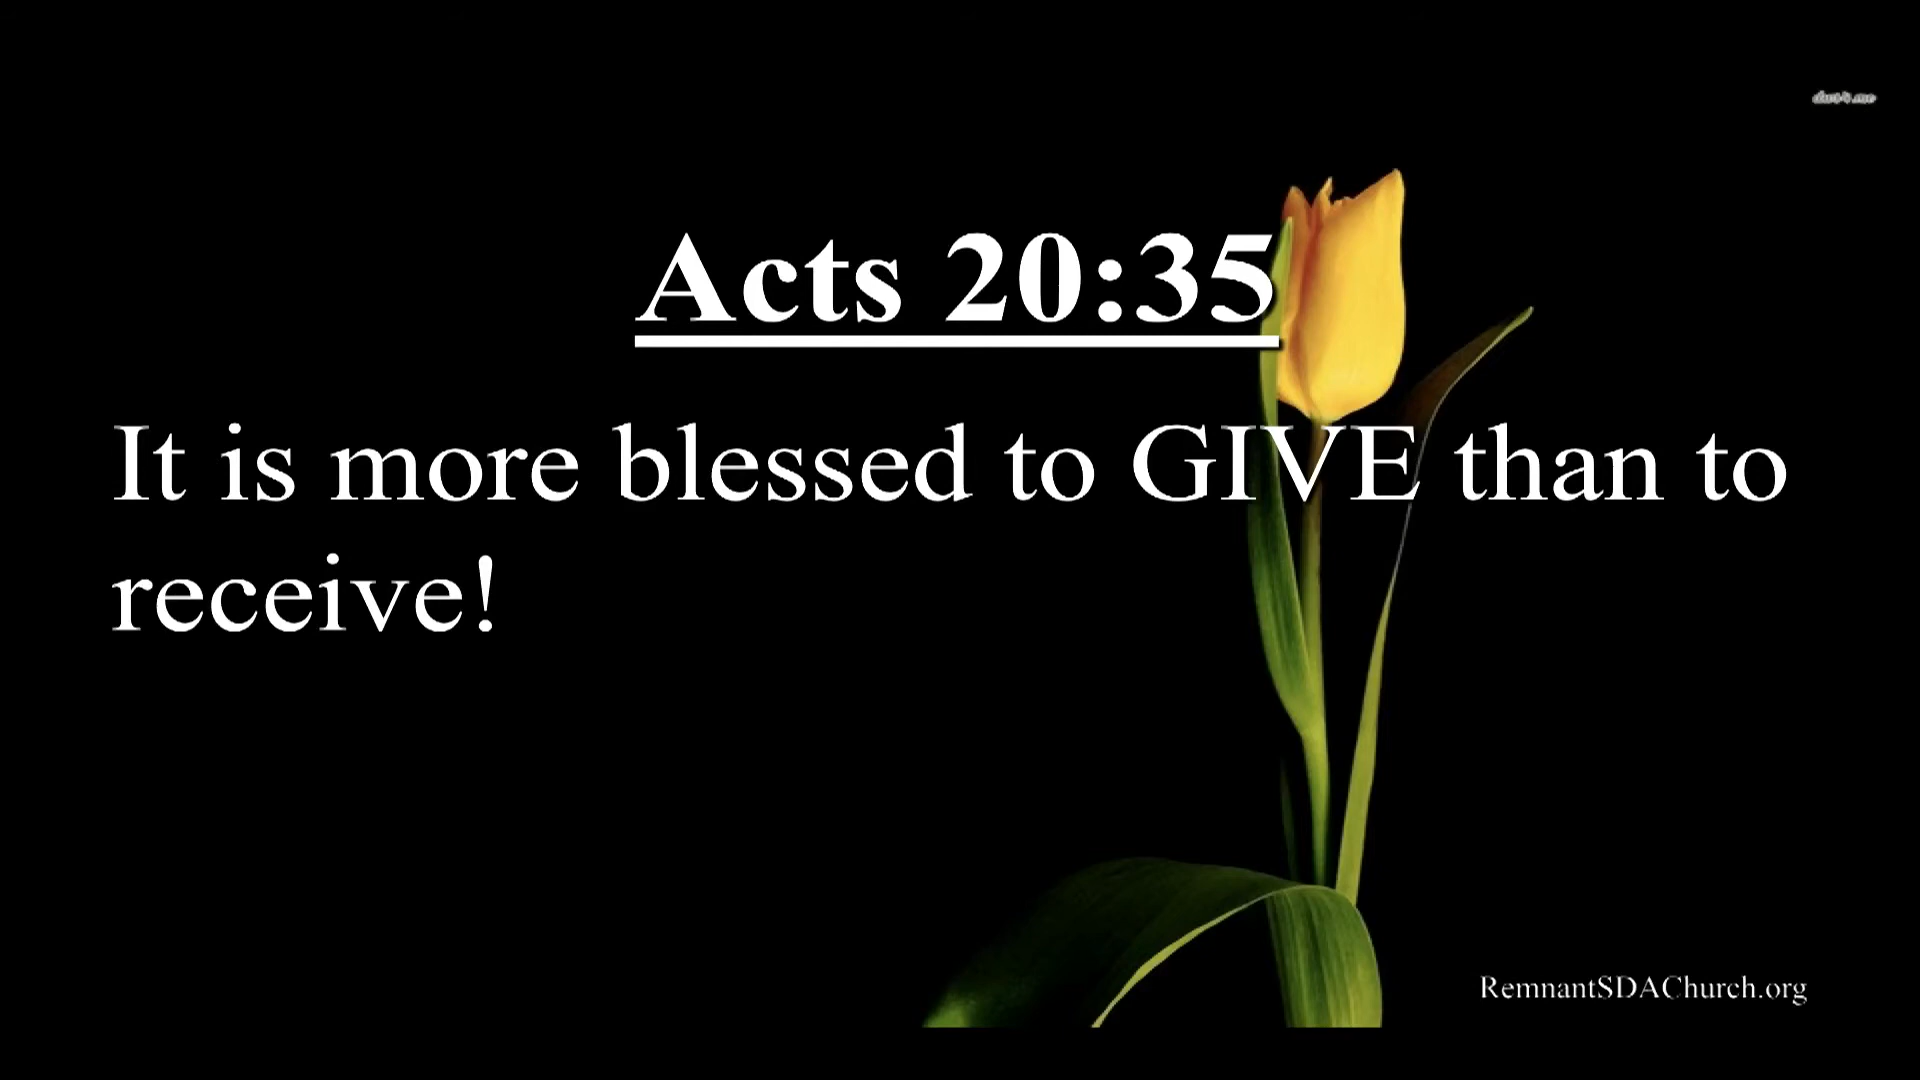 Acts 20:35
It is more blessed to GIVE than to
receive!
RemnantSDAChurch.org